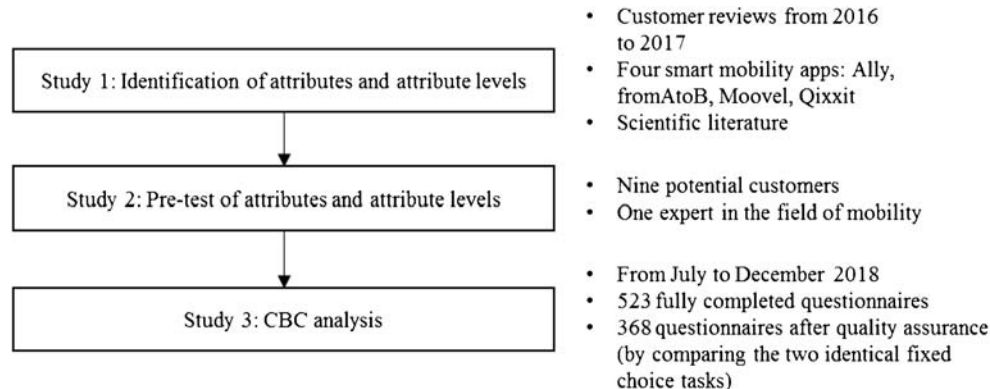 Study 1: Identification of attributes and attribute levels
• Customer reviews from 2016
to 2017
• Four smart mobility apps: Ally,
fromAtoB, Moovel, Qixxit
• Scientific literature
Study 2: Pre-test of attributes and attribute levels
• Nine potential customers
• One expert in the field of mobility
Study 3: CBC analysis
• From July to December 2018
• 523 fully completed questionnaires
• 368 questionnaires after quality assurance
(by comparing the two identical fixed
choice tasks)